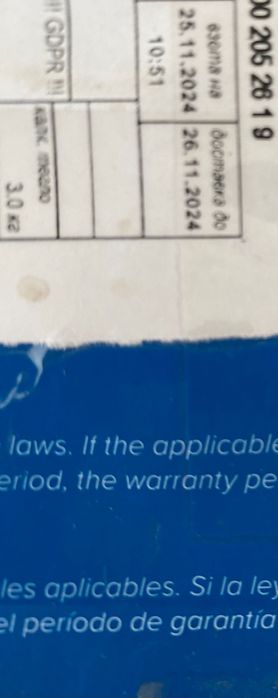 00 205 26 1 9
взета на
25.11.2024
10:51
доставка до
26.11.2024
!!! GDPR !!!
кант. тегло
3.0 кг
laws. If the applicable
eriod, the warranty pe
les aplicables. Si la ley
el período de garantía